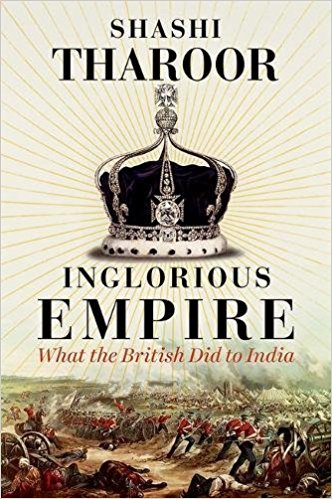 SHASHI
THAROOR
INGLORIOUS
EMPIRE
What the British Did to India